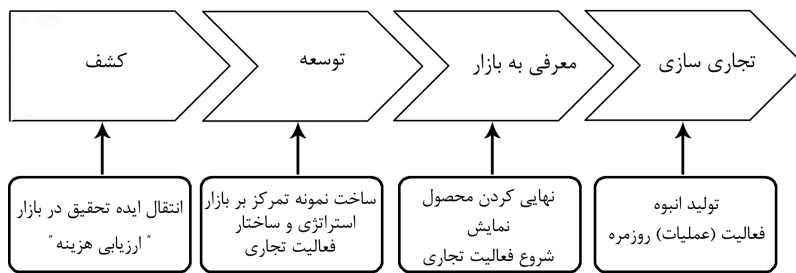 کشف
توسعه
معرفی به بازار
تجاری سازی
انتقال ایده تحقیق در بازار
" ارزیابی هزینه "
ساخت نمونه تمرکز بر بازار
استراتژی و ساختار
فعالیت تجاری
نهایی کردن محصول
نمایش
شروع فعالیت تجاری
تولید انبوه
فعالیت (عملیات) روزمره